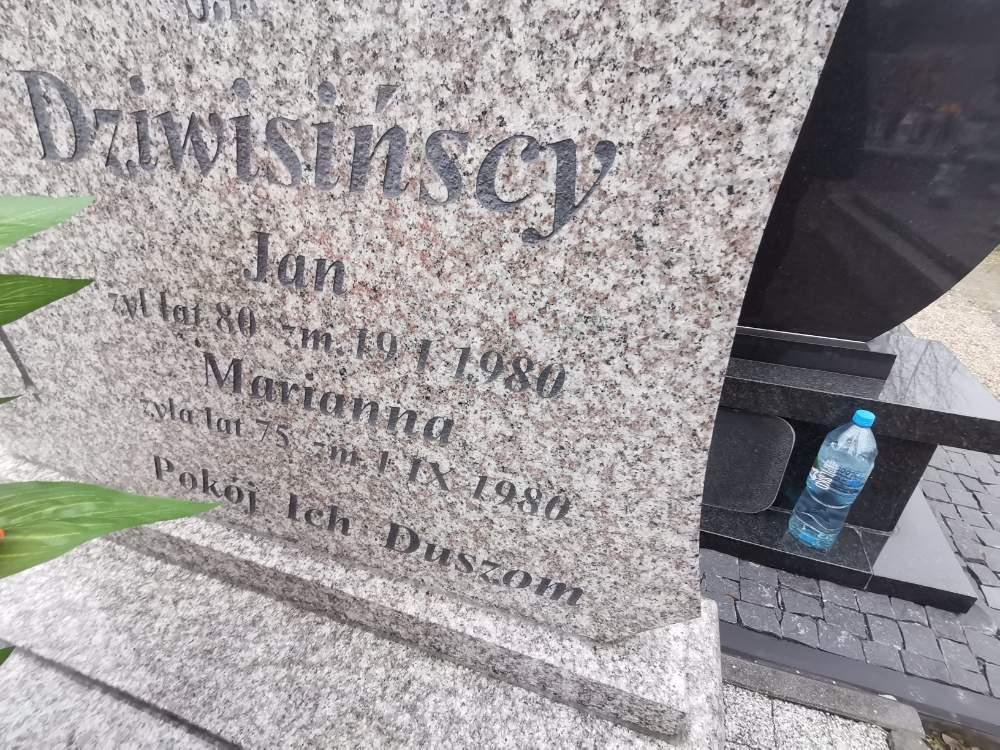 Ś.P.
Dziwisińscy
Jan
żył lat 80 zm. 19 I 1980
Marianna
żyła lat 75 zm. 1 IX 1980
Pokój Ich Duszom